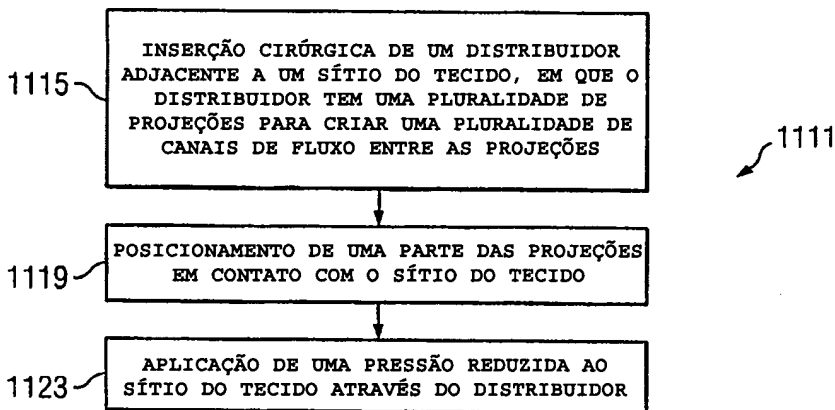 INSERÇÃO CIRÚRGICA DE UM DISTRIBUIDOR
ADJACENTE A UM SÍTIO DO TECIDO, EM QUE O
DISTRIBUIDOR TEM UMA PLURALIDADE DE
PROJEÇÕES PARA CRIAR UMA PLURALIDADE DE
CANAIS DE FLUXO ENTRE AS PROJEÇÕES
1115
1111
POSICIONAMENTO DE UMA PARTE DAS PROJEÇÕES
EM CONTATO COM O SÍTIO DO TECIDO
1119
APLICAÇÃO DE UMA PRESSÃO REDUZIDA AO
SÍTIO DO TECIDO ATRAVÉS DO DISTRIBUIDOR
1123